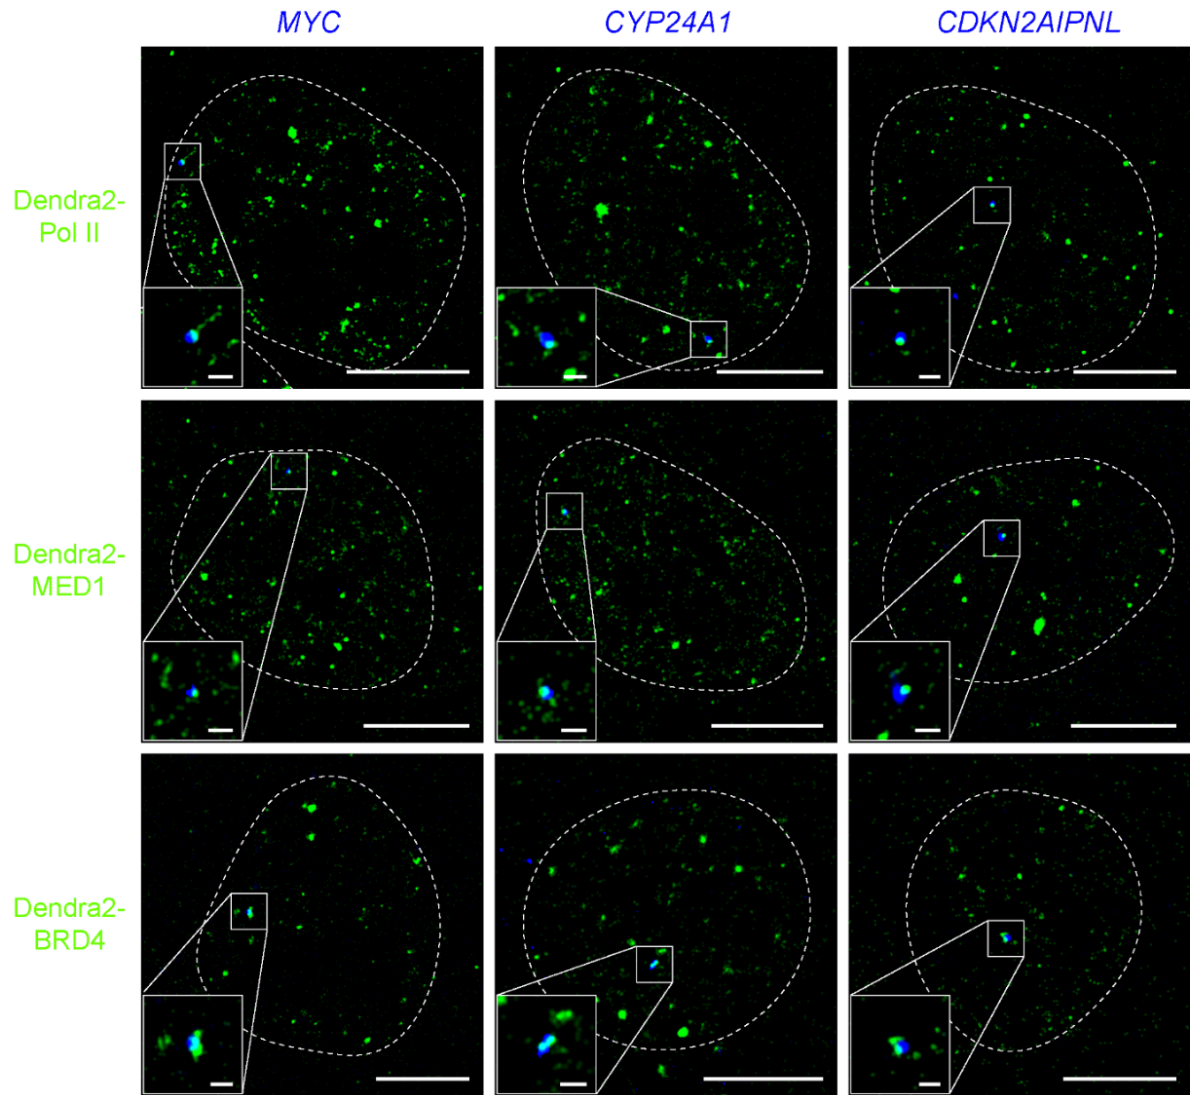 MYC CYP24A1 CDKN2AIPNL
Dendra2-
Pol II
Dendra2-
MED1
Dendra2-
BRD4